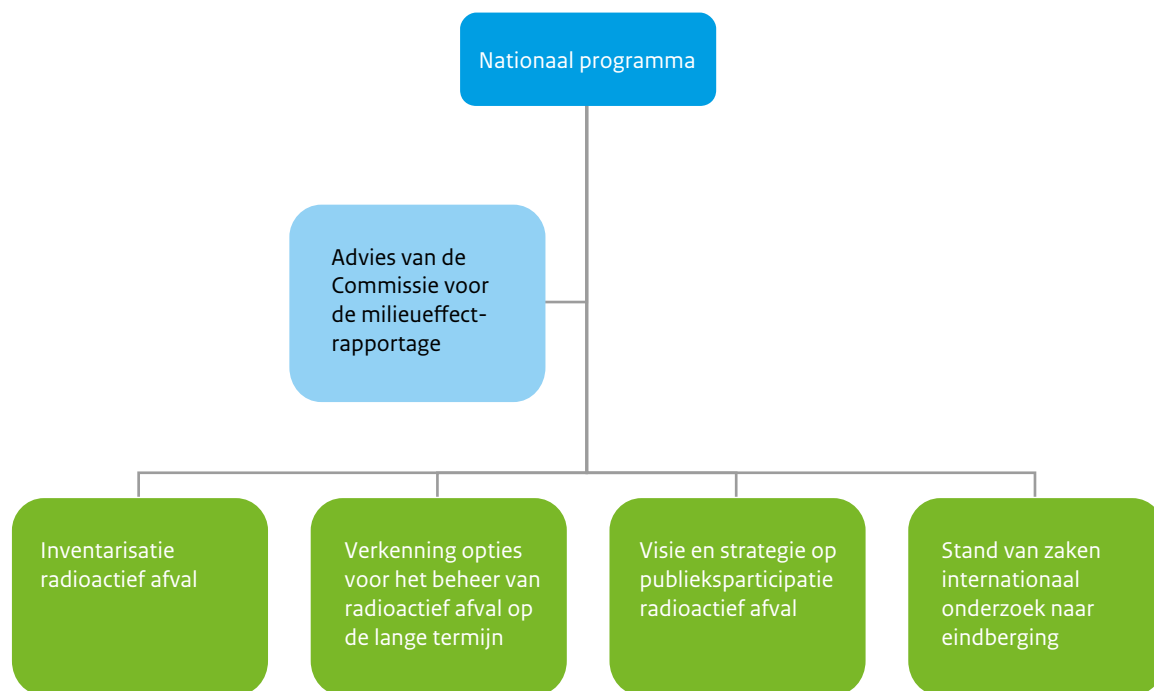 Nationaal programma
Advies van de
Commissie voor
de milieueffect-
rapportage
Inventarisatie
radioactief afval
Verkenning opties
voor het beheer van
radioactief afval op
de lange termijn
Visie en strategie op
publieksparticipatie
radioactief afval
Stand van zaken
internationaal
onderzoek naar
eindberging